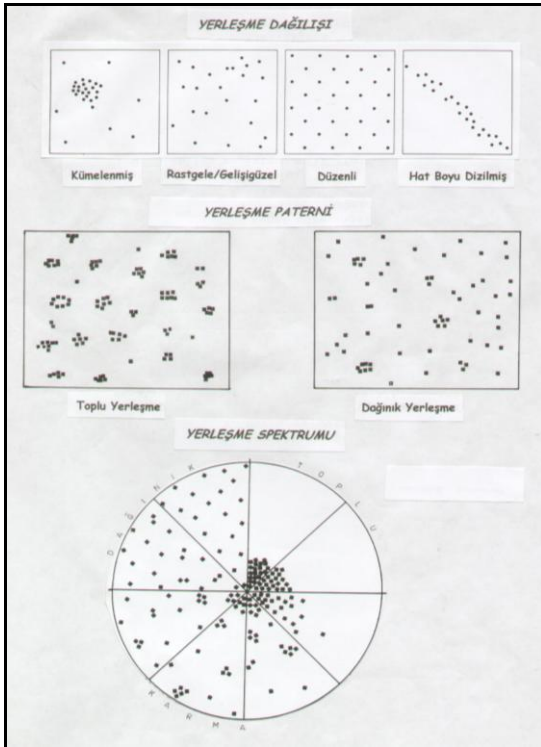 YERLEŞME DAĞILIŞI
Kümelenmiş Rastgele/Gelişigüzel Düzenli Hat Boyu Dizilmiş
YERLEŞME PATERNİ
Toplu Yerleşme Dağınık Yerleşme
YERLEŞME SPEKTRUMU
DAĞINIK
TOPLU
KARMA